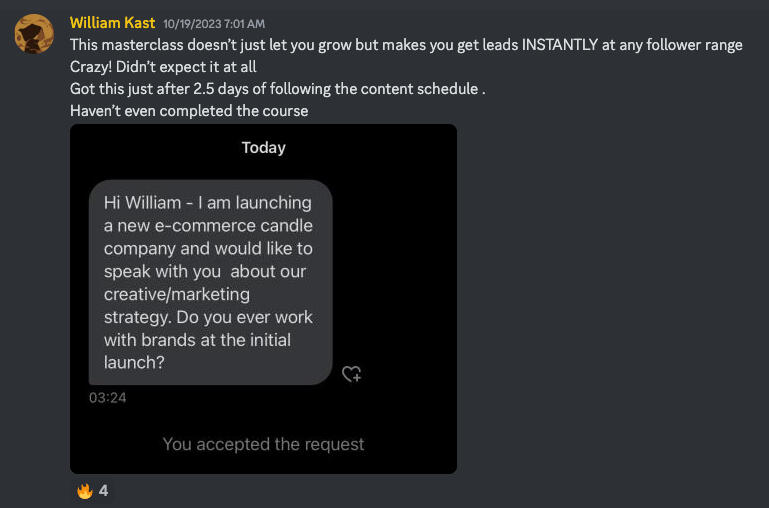 William Kast 10/19/2023 7:01 AM
This masterclass doesn't just let you grow but makes you get leads INSTANTLY at any follower range
Crazy! Didn't expect it at all
Got this just after 2.5 days of following the content schedule .
Haven't even completed the course
Today
Hi William - I am launching
a new e-commerce candle
company and would like to
speak with you  about our
creative/marketing
strategy. Do you ever work
with brands at the initial
launch?
03:24
You accepted the request
🔥 4